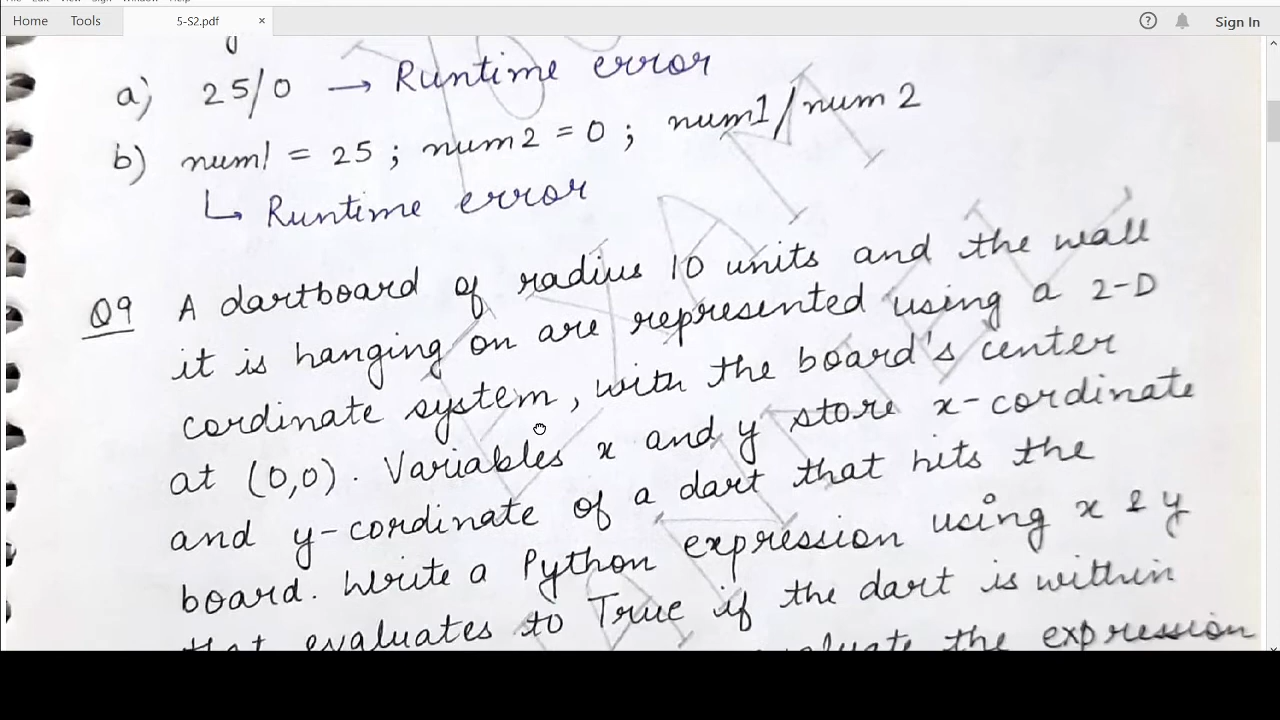 Home Tools 5-S2.pdf × ? Sign In
a) 25/0 → Runtime error
b) num1 = 25 ; num2 = 0 ; num1/num2
↳ Runtime error
Q9 A dartboard of radius 10 units and the wall
it is hanging on are represented using a 2-D
cordinate system, with the board's center
at (0,0). Variables x and y store x-cordinate
and y-cordinate of a dart that hits the
board. Write a Python expression using x & y
that evaluates to True if the dart is within
the expression